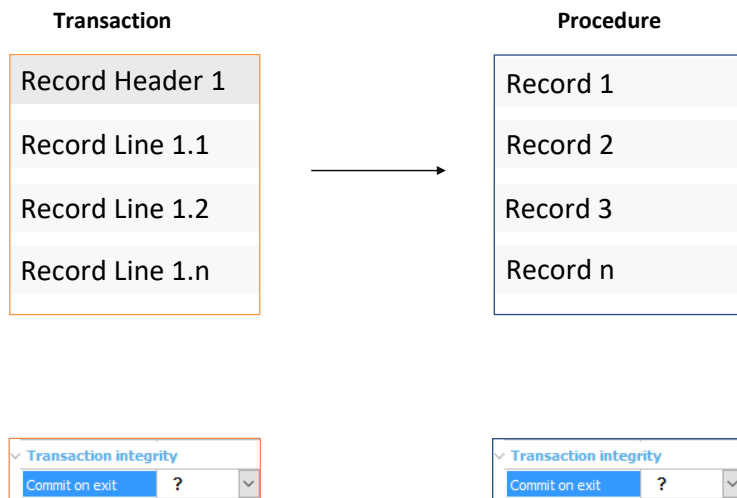 Transaction
Record Header 1
Record Line 1.1
Record Line 1.2
Record Line 1.n
Procedure
Record 1
Record 2
Record 3
Record n
Transaction integrity
Commit on exit ?
Transaction integrity
Commit on exit ?